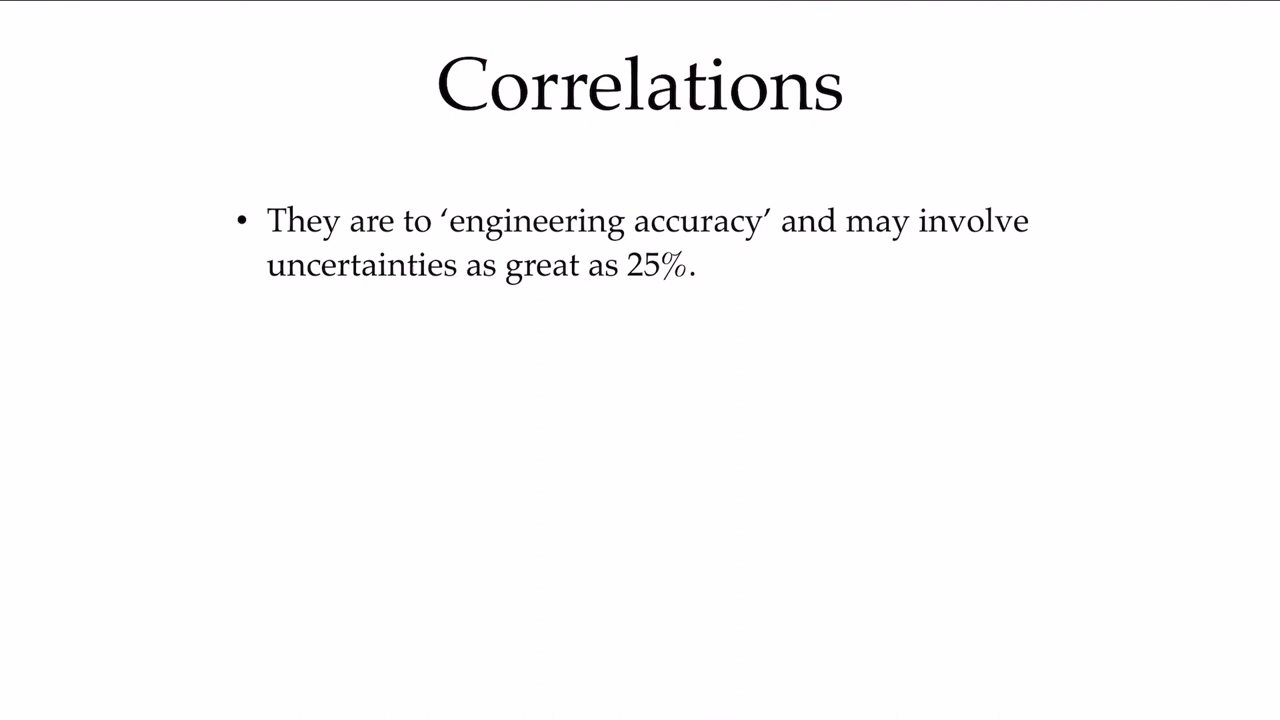 Correlations
• They are to ‘engineering accuracy’ and may involve
uncertainties as great as 25%.